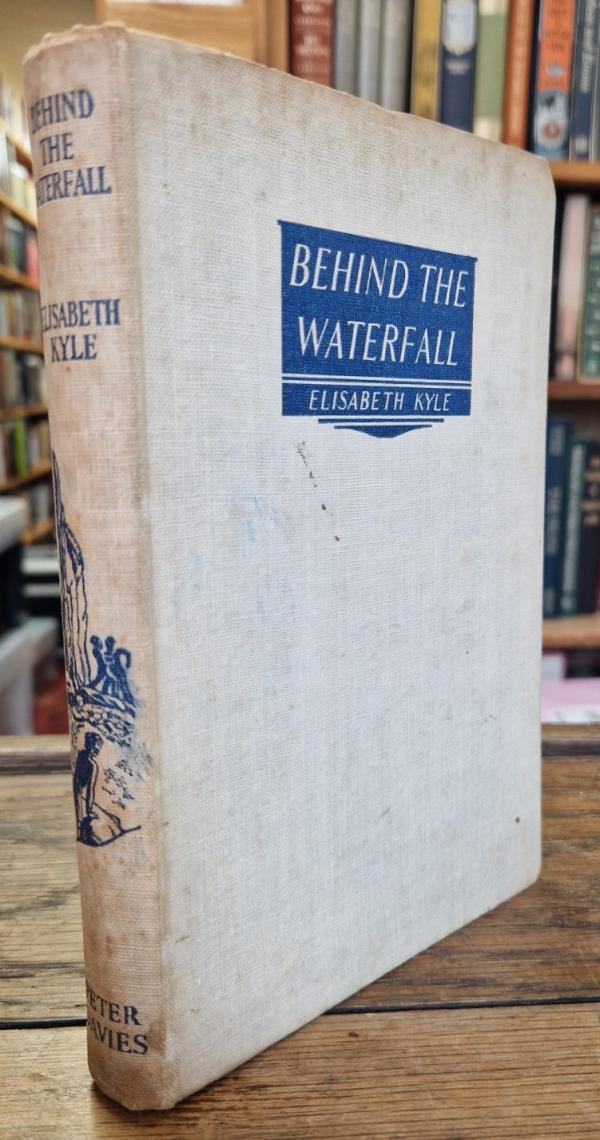 BEHIND
THE
WATERFALL
ELISABETH
KYLE
PETER
DAVIES
BEHIND THE
WATERFALL
ELISABETH KYLE